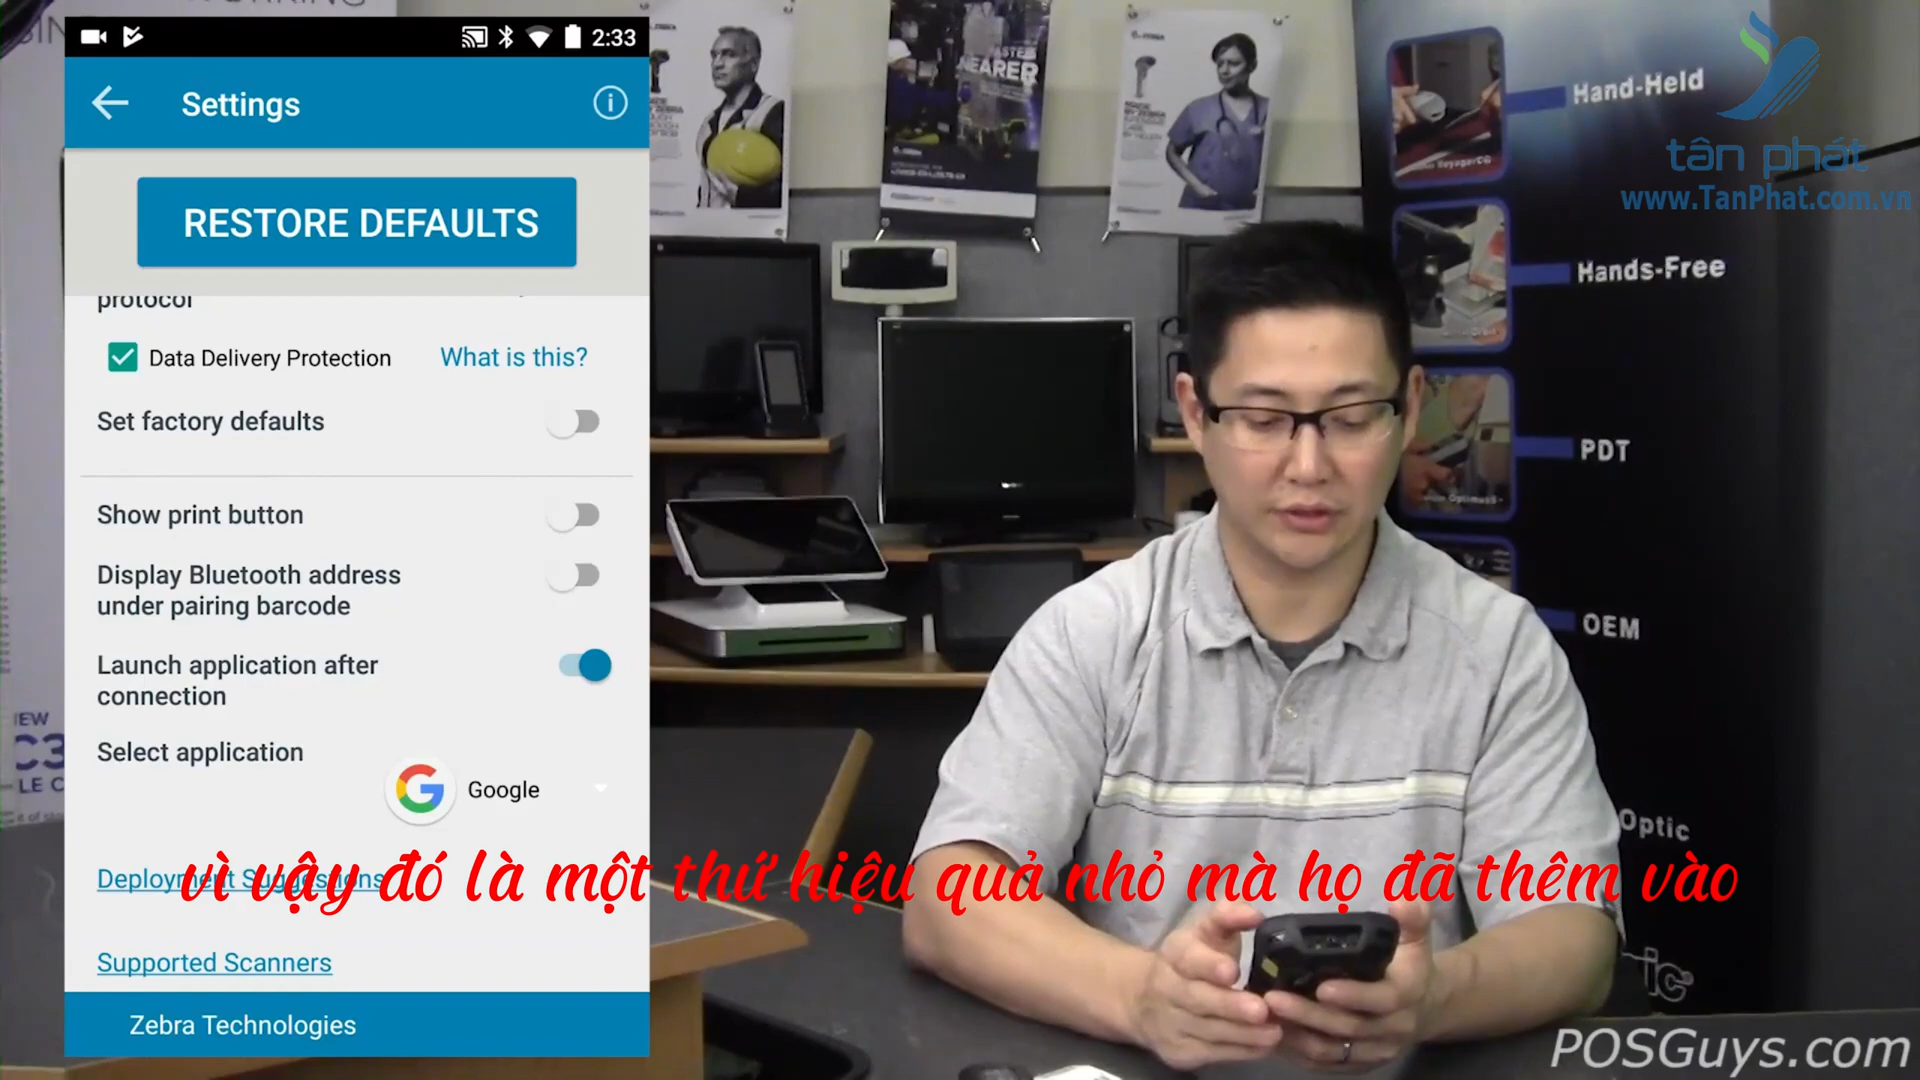 2:33
Settings
RESTORE DEFAULTS
protocol
Data Delivery Protection
What is this?
Set factory defaults
Show print button
Display Bluetooth address
under pairing barcode
Launch application after
connection
Select application
Google
Deployment Suggestions
Supported Scanners
Zebra Technologies
vì vậy đó là một thứ hiệu quả nhỏ mà họ đã thêm vào
NEARER
Hand-Held
Hands-Free
PDT
OEM
Optic
tân phát
www.TanPhat.com.vn
POSGuys.com